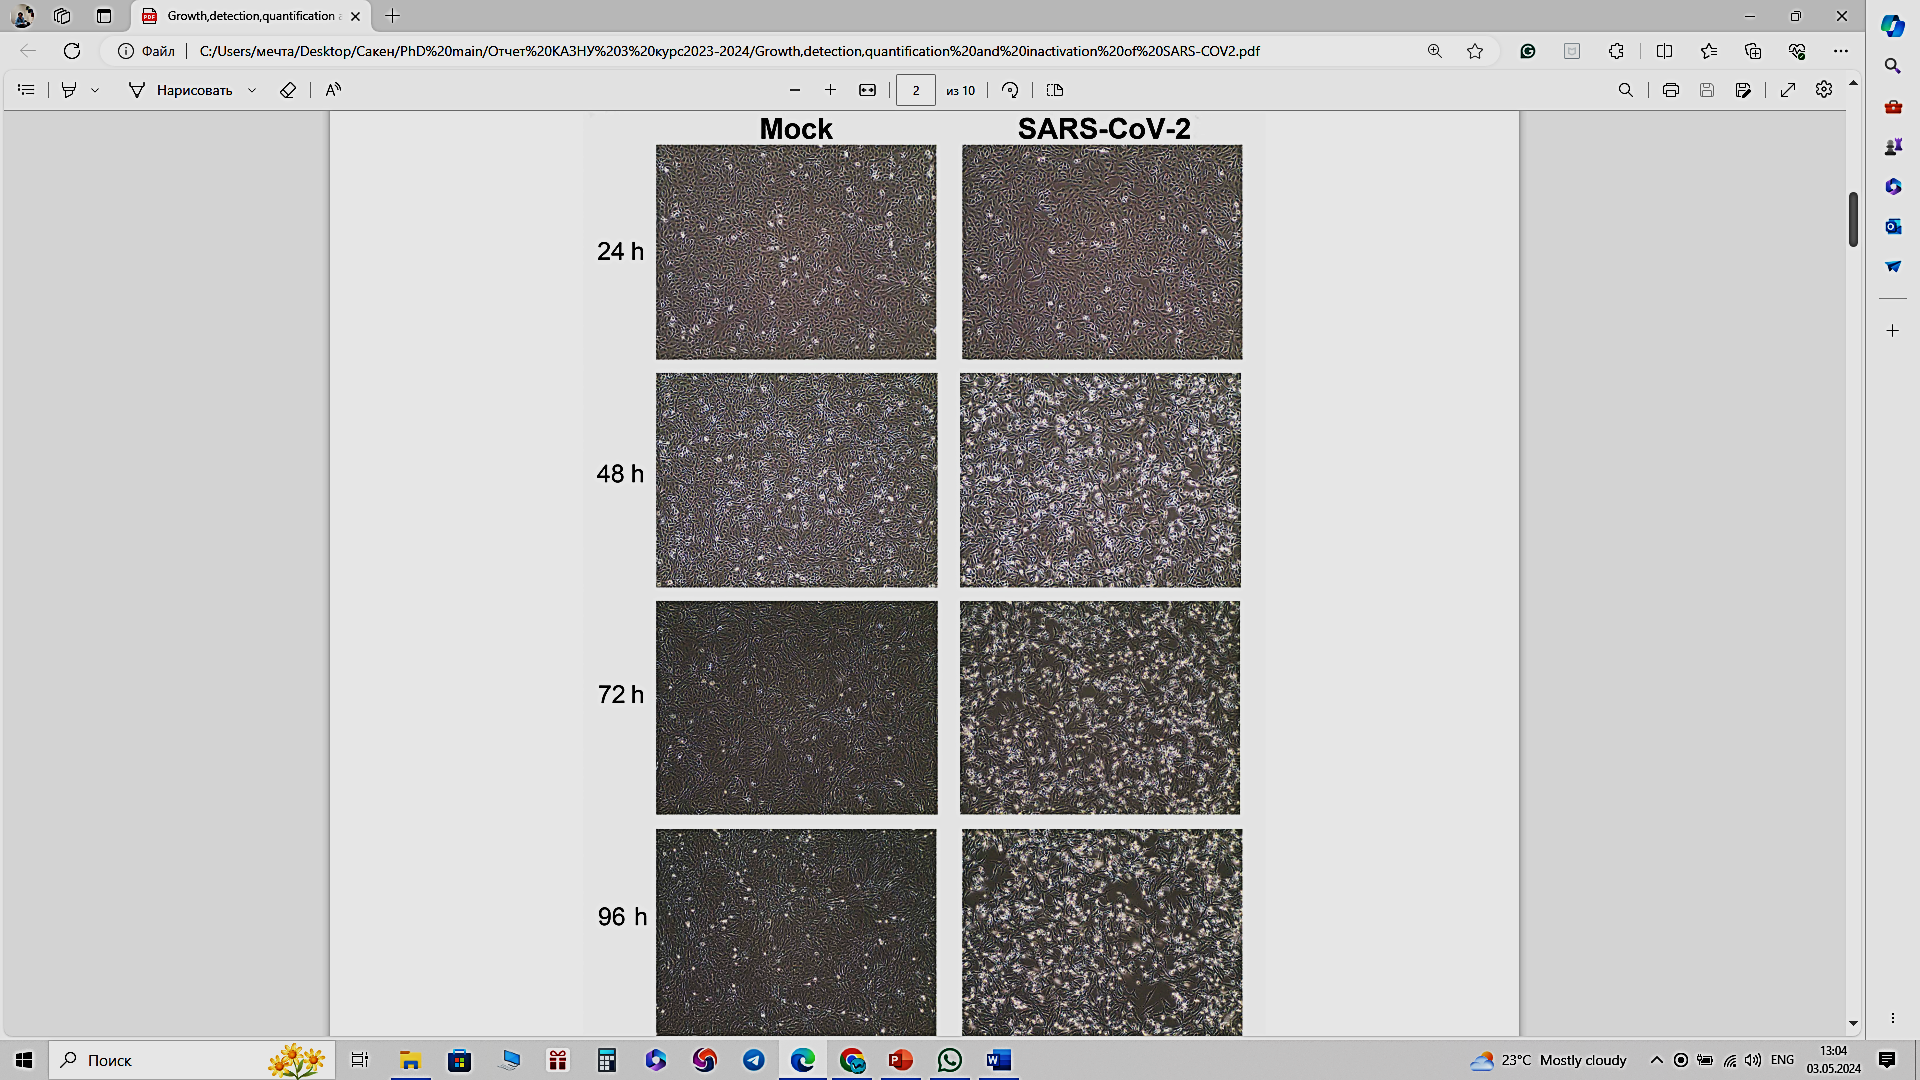 Growth,detection,quantification a
Файл
C:/Users/мечта/Desktop/Сакен/PhD%20main/Отчет%20КАЗНУ%203%20курс2023-2024/Growth,detection,quantification%20and%20inactivation%20of%20SARS-COV2.pdf
Нарисовать
2 из 10
Mock SARS-CoV-2
24 h
48 h
72 h
96 h
Поиск
23°C Mostly cloudy
ENG
13:04
03.05.2024